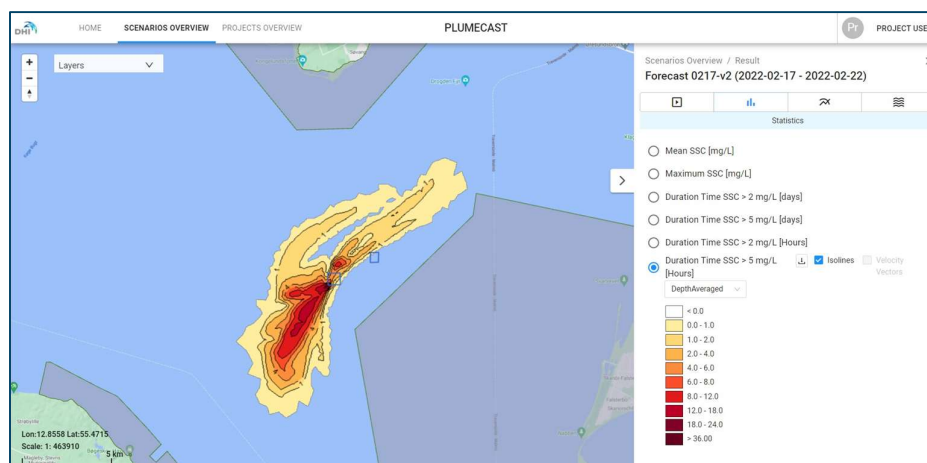 DHI
HOME
SCENARIOS OVERVIEW
PROJECTS OVERVIEW
PLUMECAST
Pr
PROJECT USE
Layers
Scenarios Overview / Result
Forecast 0217-v2 (2022-02-17 - 2022-02-22)
Statistics
Mean SSC [mg/L]
Maximum SSC [mg/L]
Duration Time SSC > 2 mg/L [days]
Duration Time SSC > 5 mg/L [days]
Duration Time SSC > 2 mg/L [Hours]
Duration Time SSC > 5 mg/L
[Hours]
Isolines
Velocity
Vectors
DepthAveraged
< 0.0
0.0 - 1.0
1.0 - 2.0
2.0 - 4.0
4.0 - 6.0
6.0 - 8.0
8.0 - 12.0
12.0 - 18.0
18.0 - 24.0
> 36.00
Lon:12.8558 Lat:55.4715
Scale: 1: 463910
5 km